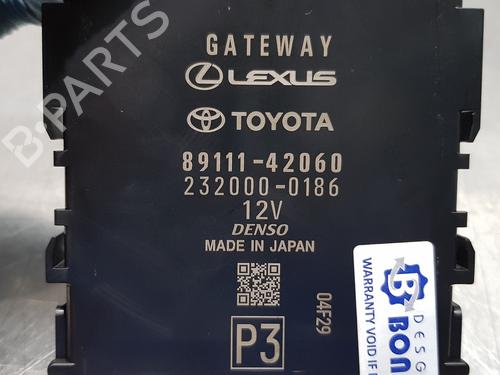 GATEWAY
LEXUS
TOYOTA
89111-42060
232000-0186
12V
DENSO
MADE IN JAPAN
04F29
P3
B-PARTS
WARRANTY VOID IF
BON
DESG